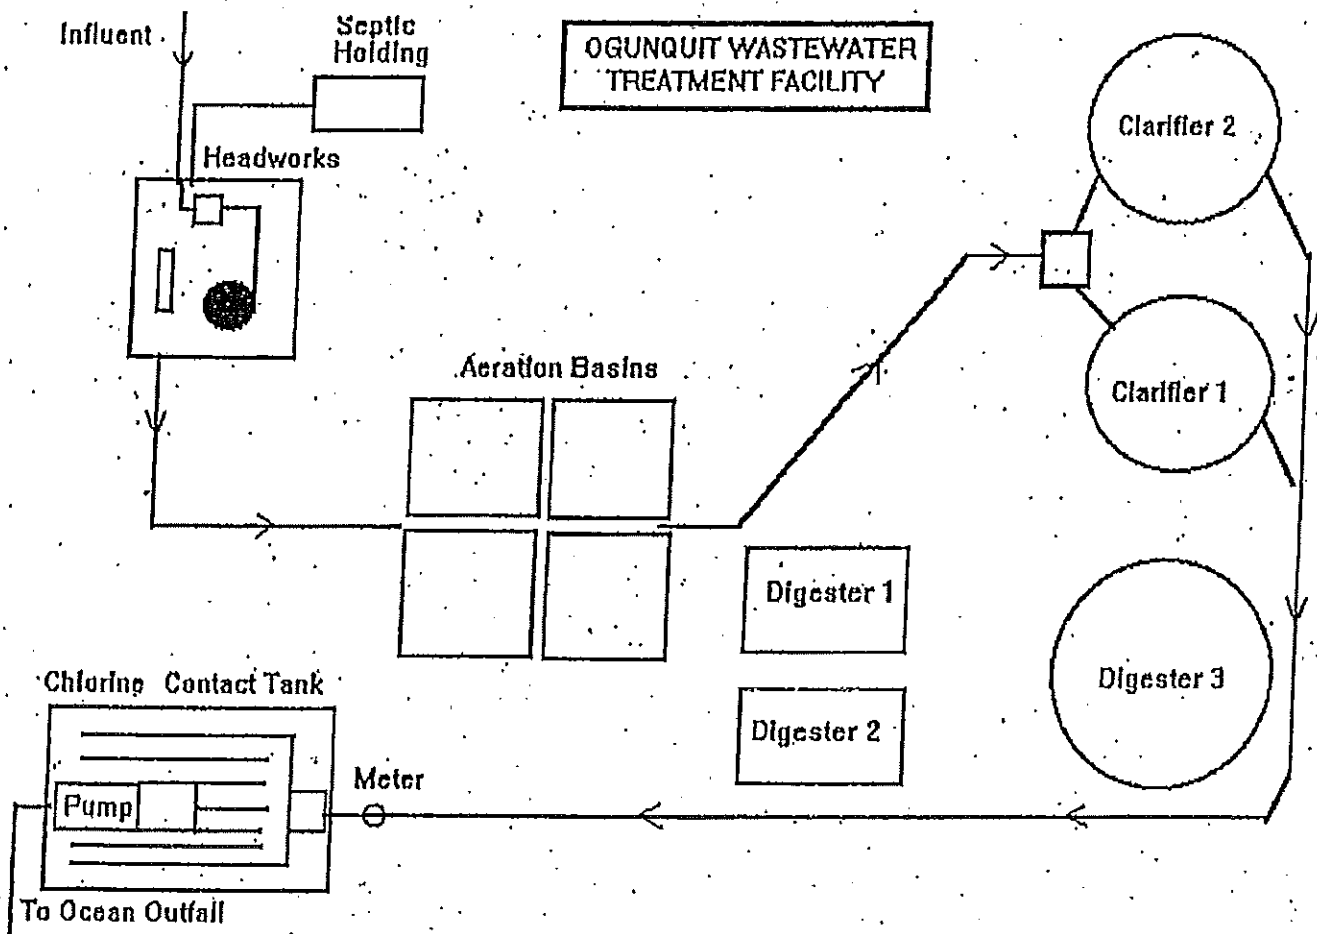 Influent
Septic
Holding
OGUNQUIT WASTEWATER
TREATMENT FACILITY
Clarifier 2
Headworks
Aeration Basins
Clarifier 1
Digester 1
Digester 3
Chlorine Contact Tank
Digester 2
Meter
Pump
To Ocean Outfall